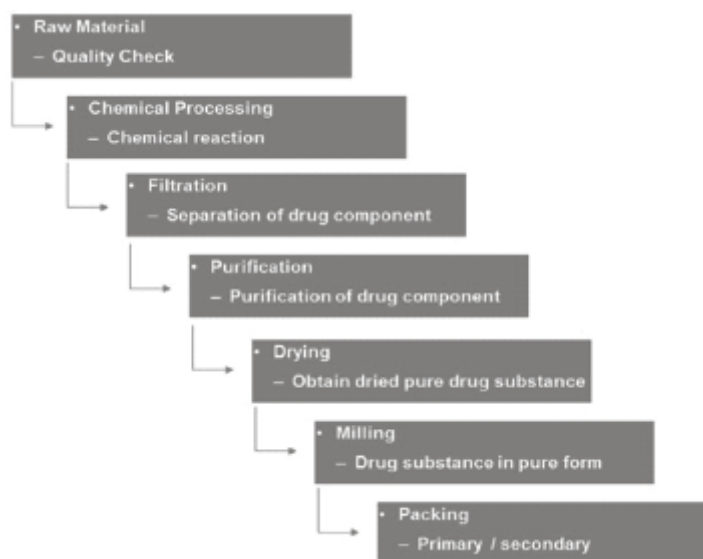 • Raw Material
– Quality Check
• Chemical Processing
– Chemical reaction
• Filtration
– Separation of drug component
• Purification
– Purification of drug component
• Drying
– Obtain dried pure drug substance
• Milling
– Drug substance in pure form
• Packing
– Primary / secondary